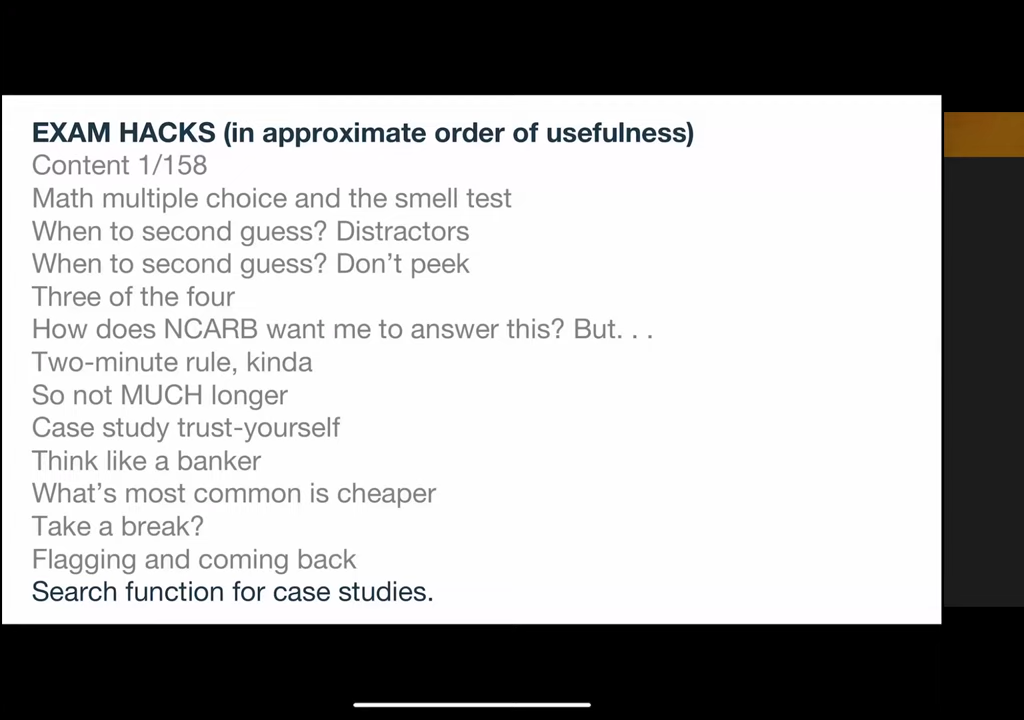 EXAM HACKS (in approximate order of usefulness)
Content 1/158
Math multiple choice and the smell test
When to second guess? Distractors
When to second guess? Don’t peek
Three of the four
How does NCARB want me to answer this? But. . .
Two-minute rule, kinda
So not MUCH longer
Case study trust-yourself
Think like a banker
What’s most common is cheaper
Take a break?
Flagging and coming back
Search function for case studies.